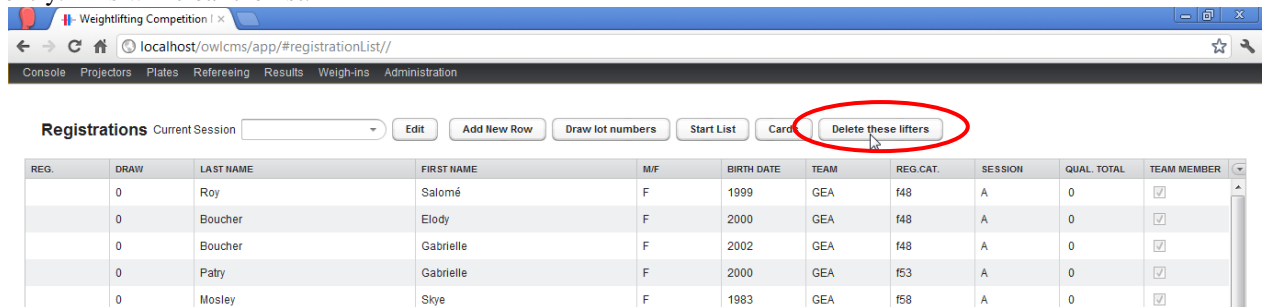 Weightlifting Competition
localhost/owlcms/app/#registrationList//
Console Projectors Plates Refereeing Results Weigh-ins Administration
Registrations Current Session Edit Add New Row Draw lot numbers Start List Cards Delete these lifters
REG. DRAW LAST NAME FIRST NAME M/F BIRTH DATE TEAM REG.CAT. SESSION QUAL. TOTAL TEAM MEMBER
0 Roy Salomé F 1999 GEA f48 A 0
0 Boucher Elody F 2000 GEA f48 A 0
0 Boucher Gabrielle F 2002 GEA f48 A 0
0 Patry Gabrielle F 2000 GEA f53 A 0
0 Mosley Skye F 1983 GEA f58 A 0